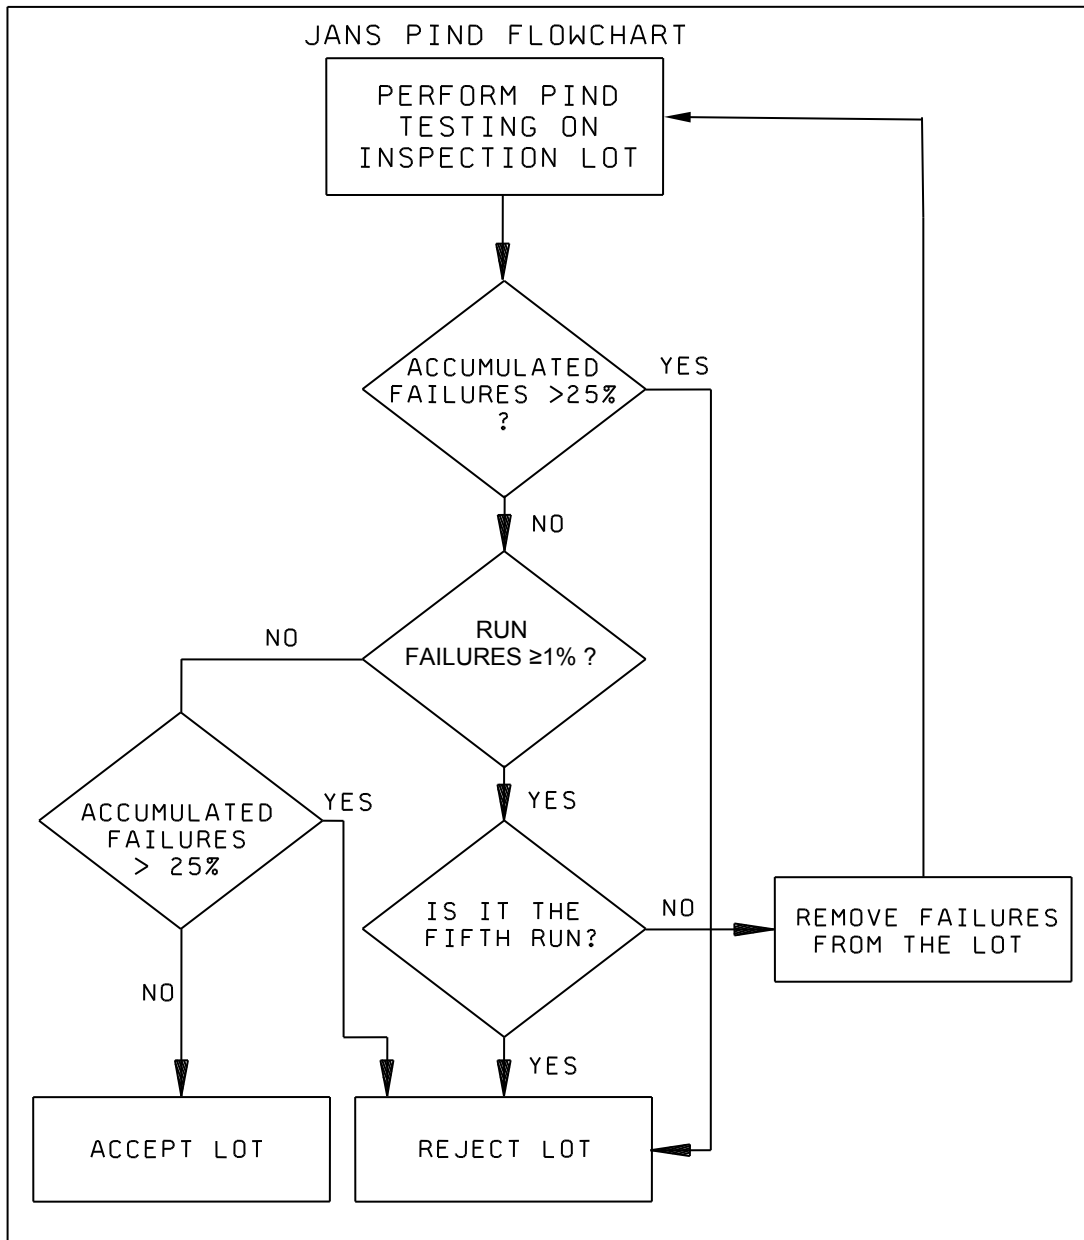 JANS PIND FLOWCHART
PERFORM PIND
TESTING ON
INSPECTION LOT
ACCUMULATED
FAILURES >25%
?
YES
NO
RUN
FAILURES ≥1% ?
NO
YES
ACCUMULATED
FAILURES
> 25%
YES
NO
IS IT THE
FIFTH RUN?
NO
YES
REMOVE FAILURES
FROM THE LOT
ACCEPT LOT
REJECT LOT